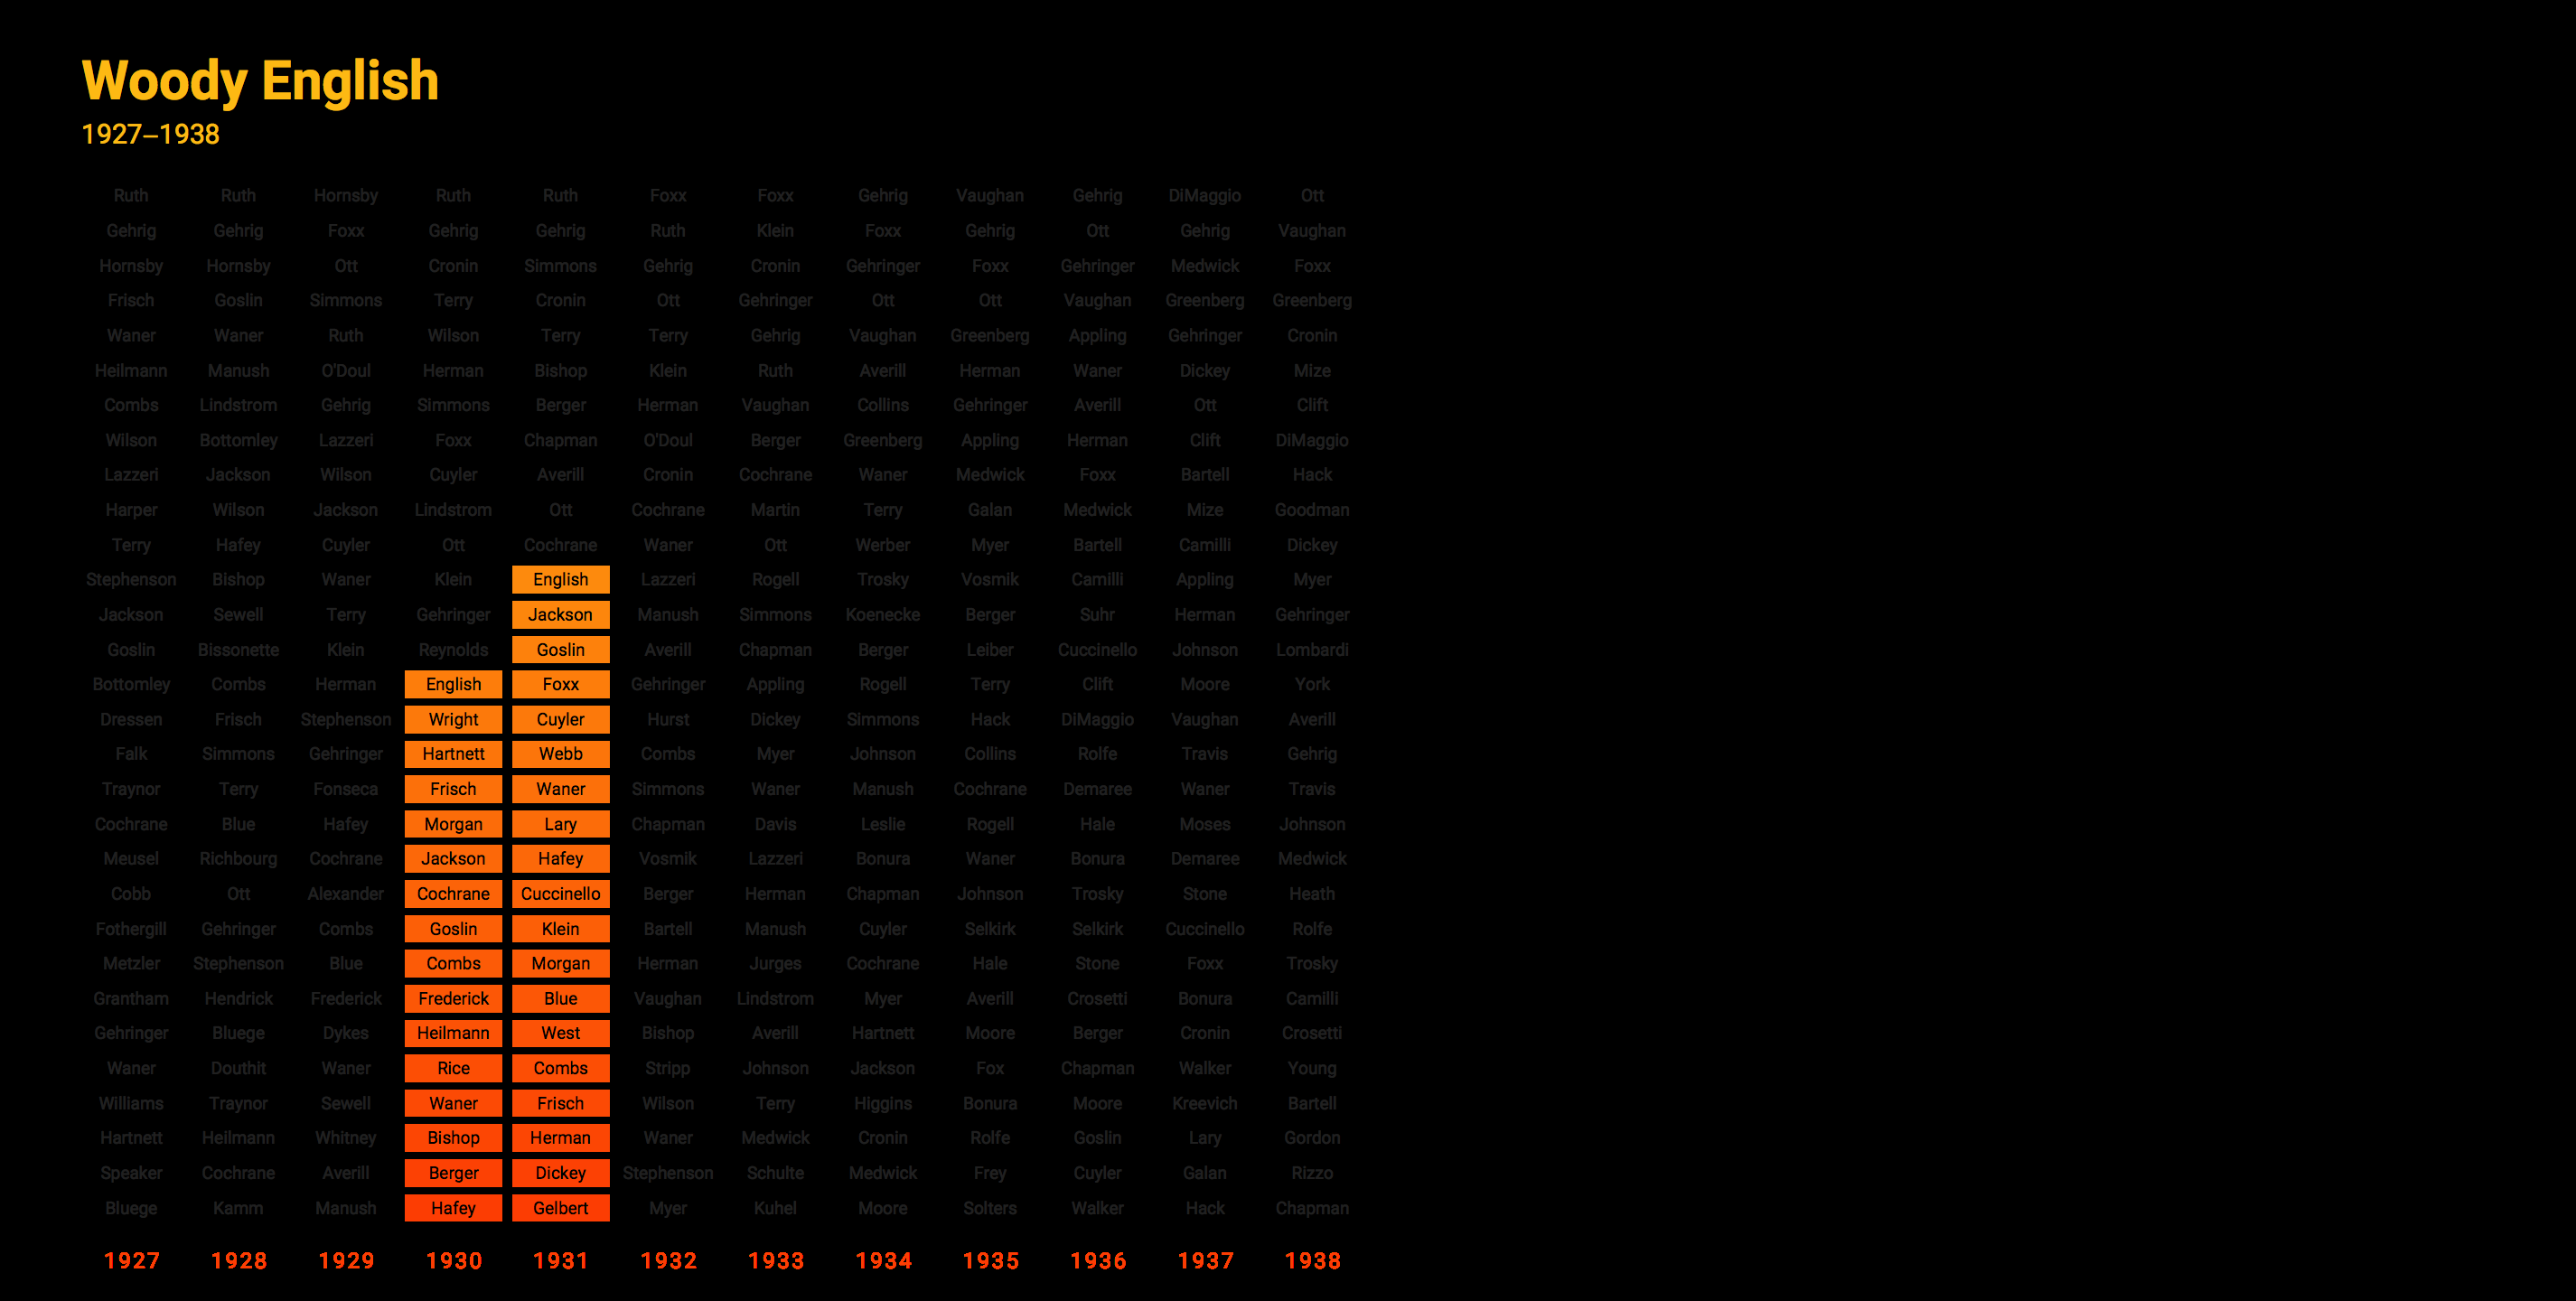 Woody English
1927–1938
Ruth Ruth Hornsby Ruth Ruth Foxx Foxx Gehrig Vaughan Gehrig DiMaggio Ott
Gehrig Gehrig Foxx Gehrig Gehrig Ruth Klein Foxx Gehrig Ott Gehrig Vaughan
Hornsby Hornsby Ott Cronin Simmons Gehrig Cronin Gehringer Foxx Gehringer Medwick Foxx
Frisch Goslin Simmons Terry Cronin Ott Gehringer Ott Ott Vaughan Greenberg Greenberg
Waner Waner Ruth Wilson Terry Terry Gehrig Vaughan Greenberg Appling Gehringer Cronin
Heilmann Manush O'Doul Herman Bishop Klein Ruth Averill Herman Waner Dickey Mize
Combs Lindstrom Gehrig Simmons Berger Herman Vaughan Collins Gehringer Averill Ott Clift
Wilson Bottomley Lazzeri Foxx Chapman O'Doul Berger Greenberg Appling Herman Clift DiMaggio
Lazzeri Jackson Wilson Cuyler Averill Cronin Cochrane Waner Medwick Foxx Bartell Hack
Harper Wilson Jackson Lindstrom Ott Cochrane Martin Terry Galan Medwick Mize Goodman
Terry Hafey Cuyler Ott Cochrane Waner Ott Werber Myer Bartell Camilli Dickey
Stephenson Bishop Waner Klein English Lazzeri Rogell Trosky Vosmik Camilli Appling Myer
Jackson Sewell Terry Gehringer Jackson Manush Simmons Koenecke Berger Suhr Herman Gehringer
Goslin Bissonette Klein Reynolds Goslin Averill Chapman Berger Leiber Cuccinello Johnson Lombardi
Bottomley Combs Herman English Foxx Gehringer Appling Rogell Terry Clift Moore York
Dressen Frisch Stephenson Wright Cuyler Hurst Dickey Simmons Hack DiMaggio Vaughan Averill
Falk Simmons Gehringer Hartnett Webb Combs Myer Johnson Collins Rolfe Travis Gehrig
Traynor Terry Fonseca Frisch Waner Simmons Waner Manush Cochrane Demaree Waner Travis
Cochrane Blue Hafey Morgan Lary Chapman Davis Leslie Rogell Hale Moses Johnson
Meusel Richbourg Cochrane Jackson Hafey Vosmik Lazzeri Bonura Waner Bonura Demaree Medwick
Cobb Ott Alexander Cochrane Cuccinello Berger Herman Chapman Johnson Trosky Stone Heath
Fothergill Gehringer Combs Goslin Klein Bartell Manush Cuyler Selkirk Selkirk Cuccinello Rolfe
Metzler Stephenson Blue Combs Morgan Herman Jurges Cochrane Hale Stone Foxx Trosky
Grantham Hendrick Frederick Frederick Blue Vaughan Lindstrom Myer Averill Crosetti Bonura Camilli
Gehringer Bluege Dykes Heilmann West Bishop Averill Hartnett Moore Berger Cronin Crosetti
Waner Douthit Waner Rice Combs Stripp Johnson Jackson Fox Chapman Walker Young
Williams Traynor Sewell Waner Frisch Wilson Terry Higgins Bonura Moore Kreevich Bartell
Hartnett Heilmann Whitney Bishop Herman Waner Medwick Cronin Rolfe Goslin Lary Gordon
Speaker Cochrane Averill Berger Dickey Stephenson Schulte Medwick Frey Cuyler Galan Rizzo
Bluege Kamm Manush Hafey Gelbert Myer Kuhel Moore Solters Walker Hack Chapman
1927 1928 1929 1930 1931 1932 1933 1934 1935 1936 1937 1938